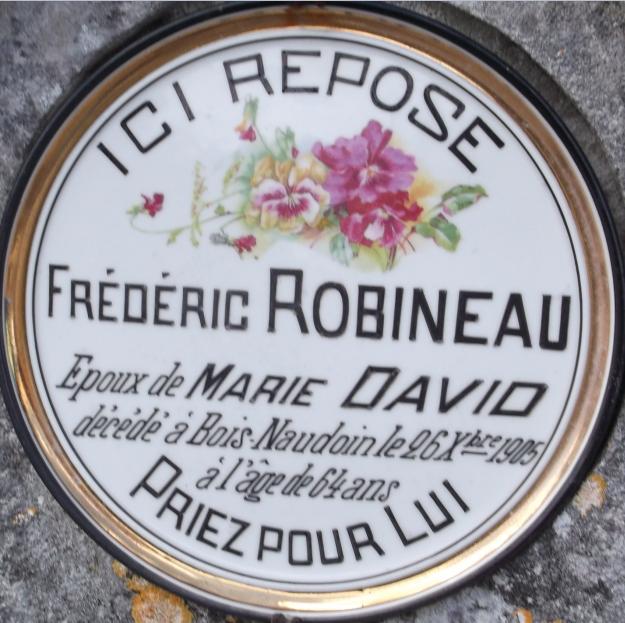 ICI REPOSE
FRÉDÉRIC ROBINEAU
Epoux de MARIE DAVID
décédé à Bois-Naudoin le 26 Xbre 1905
à l'âge de 64 ans
PRIEZ POUR LUI